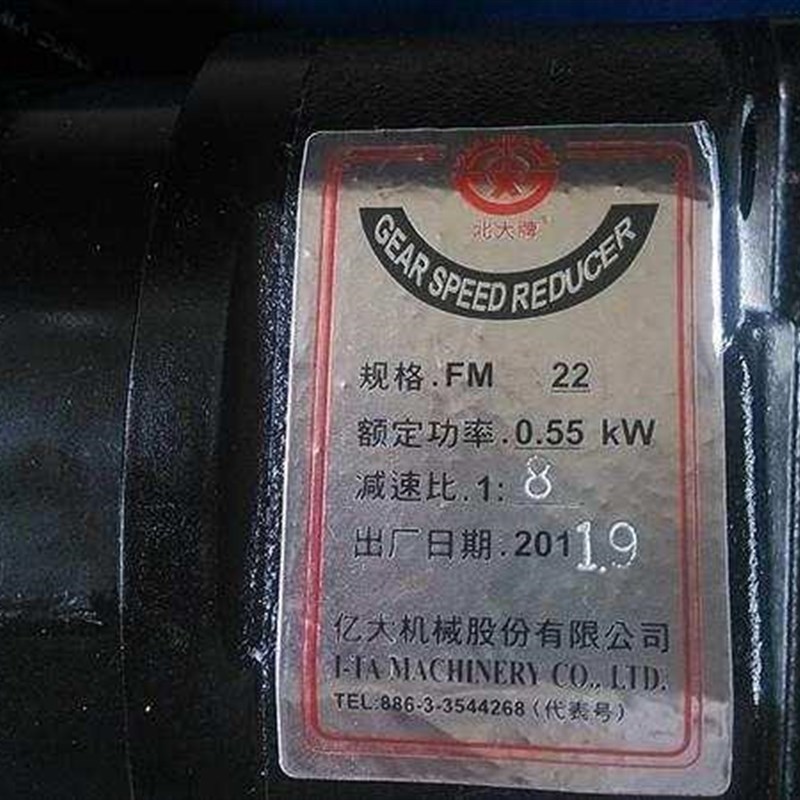 北大牌
GEAR SPEED REDUCER
规格.FM 22
额定功率.0.55 kW
减速比.1:8
出厂日期.2011.9
亿大机械股份有限公司
I-TA MACHINERY CO., LTD.
TEL:886-3-3544268(代表号)